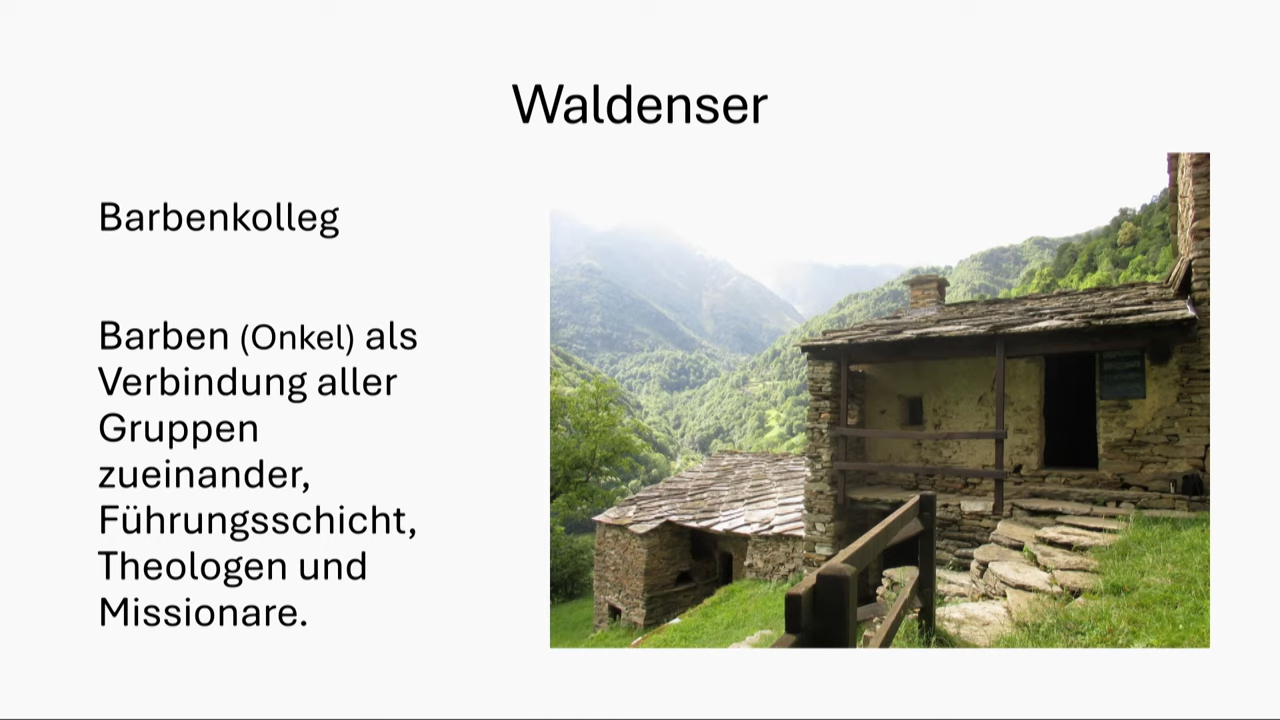 Waldenser
Barbenkolleg
Barben (Onkel) als
Verbindung aller
Gruppen
zueinander,
Führungsschicht,
Theologen und
Missionare.